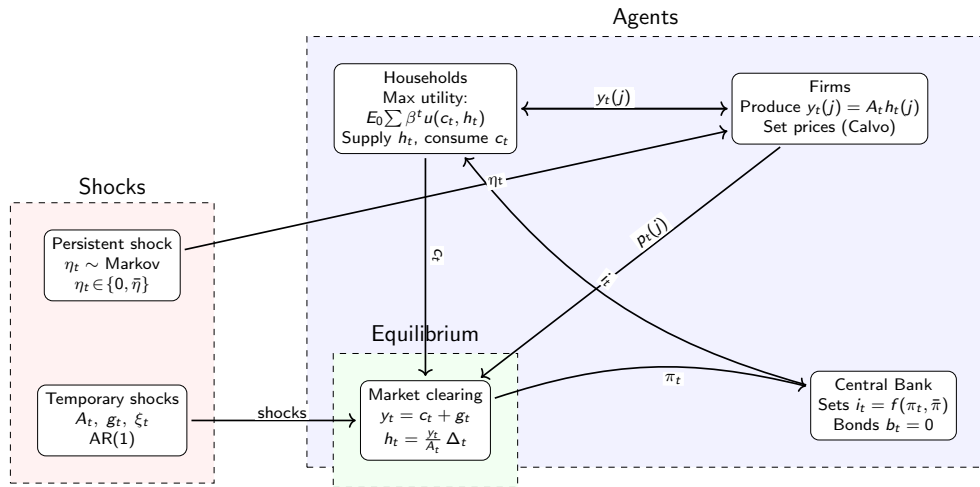 Agents
Households
Max utility:
E₀∑ βᵗu(cₜ, hₜ)
Supply hₜ, consume cₜ
yₜ(j)
Firms
Produce yₜ(j) = Aₜhₜ(j)
Set prices (Calvo)
Shocks
ηₜ
Persistent shock
ηₜ ∼ Markov
ηₜ ∈ {0, η̄}
cₜ
pₜ(j)
iₜ
Equilibrium
Temporary shocks
Aₜ, gₜ, ξₜ
AR(1)
shocks
Market clearing
yₜ = cₜ + gₜ
hₜ = yₜ/Aₜ Δₜ
πₜ
Central Bank
Sets iₜ = f(πₜ, π̄)
Bonds bₜ = 0